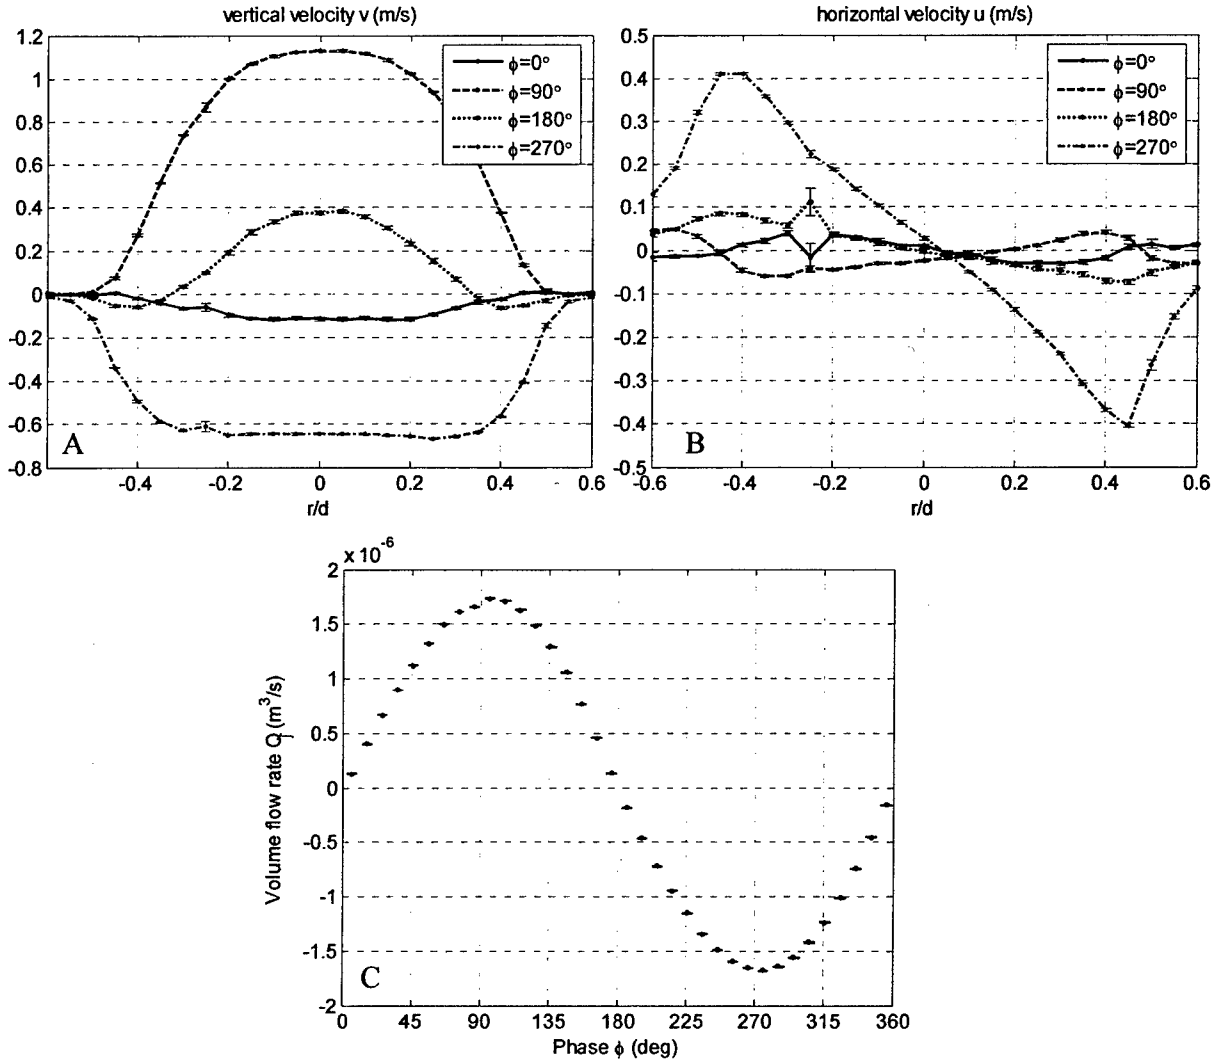 vertical velocity v (m/s)
1.2
1
0.8
0.6
0.4
0.2
0
-0.2
-0.4
-0.6
-0.8
-0.4
-0.2
0
0.2
0.4
0.6
r/d
ϕ=0°
ϕ=90°
ϕ=180°
ϕ=270°
A
horizontal velocity u (m/s)
0.5
0.4
0.3
0.2
0.1
0
-0.1
-0.2
-0.3
-0.4
-0.5
-0.6
-0.4
-0.2
0
0.2
0.4
0.6
r/d
ϕ=0°
ϕ=90°
ϕ=180°
ϕ=270°
B
x 10^-6
2
1.5
1
0.5
0
-0.5
-1
-1.5
-2
Volume flow rate Q_j (m^3/s)
0
45
90
135
180
225
270
315
360
Phase ϕ (deg)
C